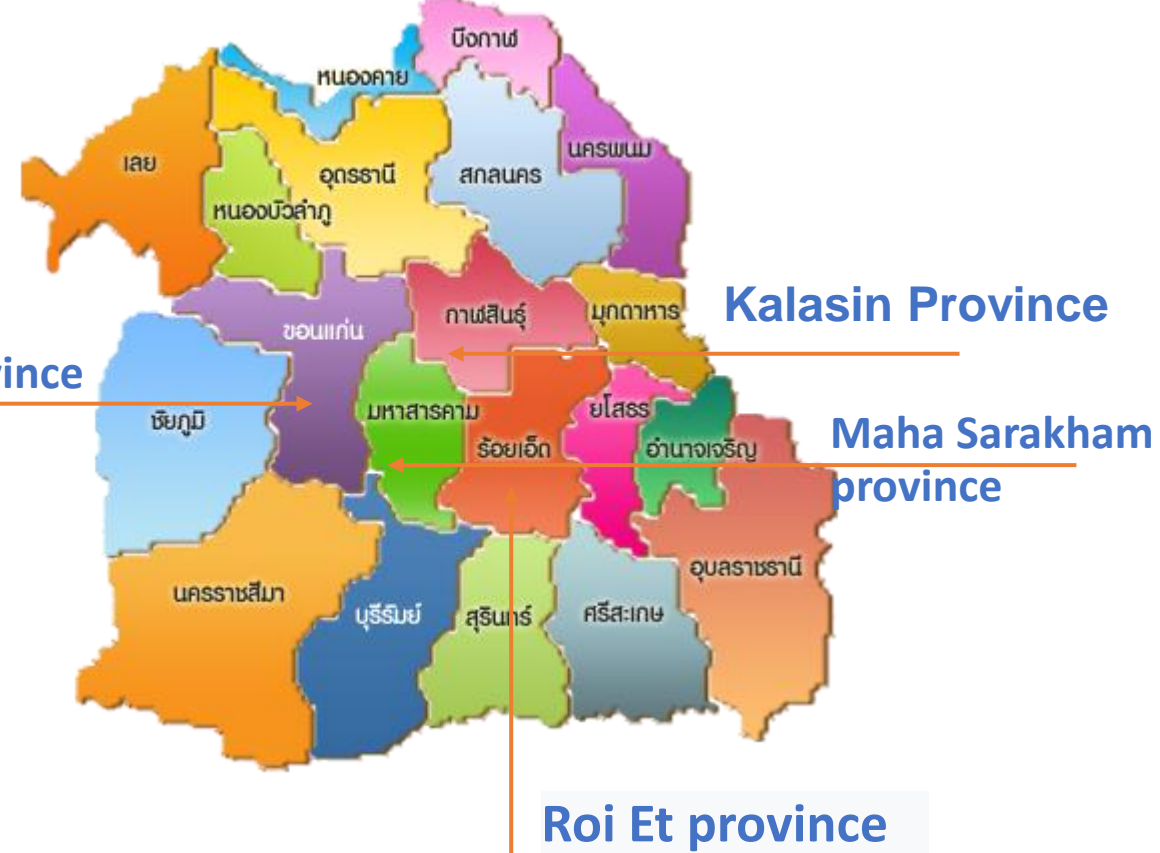 บึงกาฬ
หนองคาย
นครพนม
เลย
อุดรธานี
สกลนคร
หนองบัวลำภู
Kalasin Province
กาฬสินธุ์
มุกดาหาร
ขอนแก่น
vince
ชัยภูมิ
มหาสารคาม
ยโสธร
Maha Sarakham
province
ร้อยเอ็ด
อำนาจเจริญ
อุบลราชธานี
นครราชสีมา
บุรีรัมย์
สุรินทร์
ศรีสะเกษ
Roi Et province